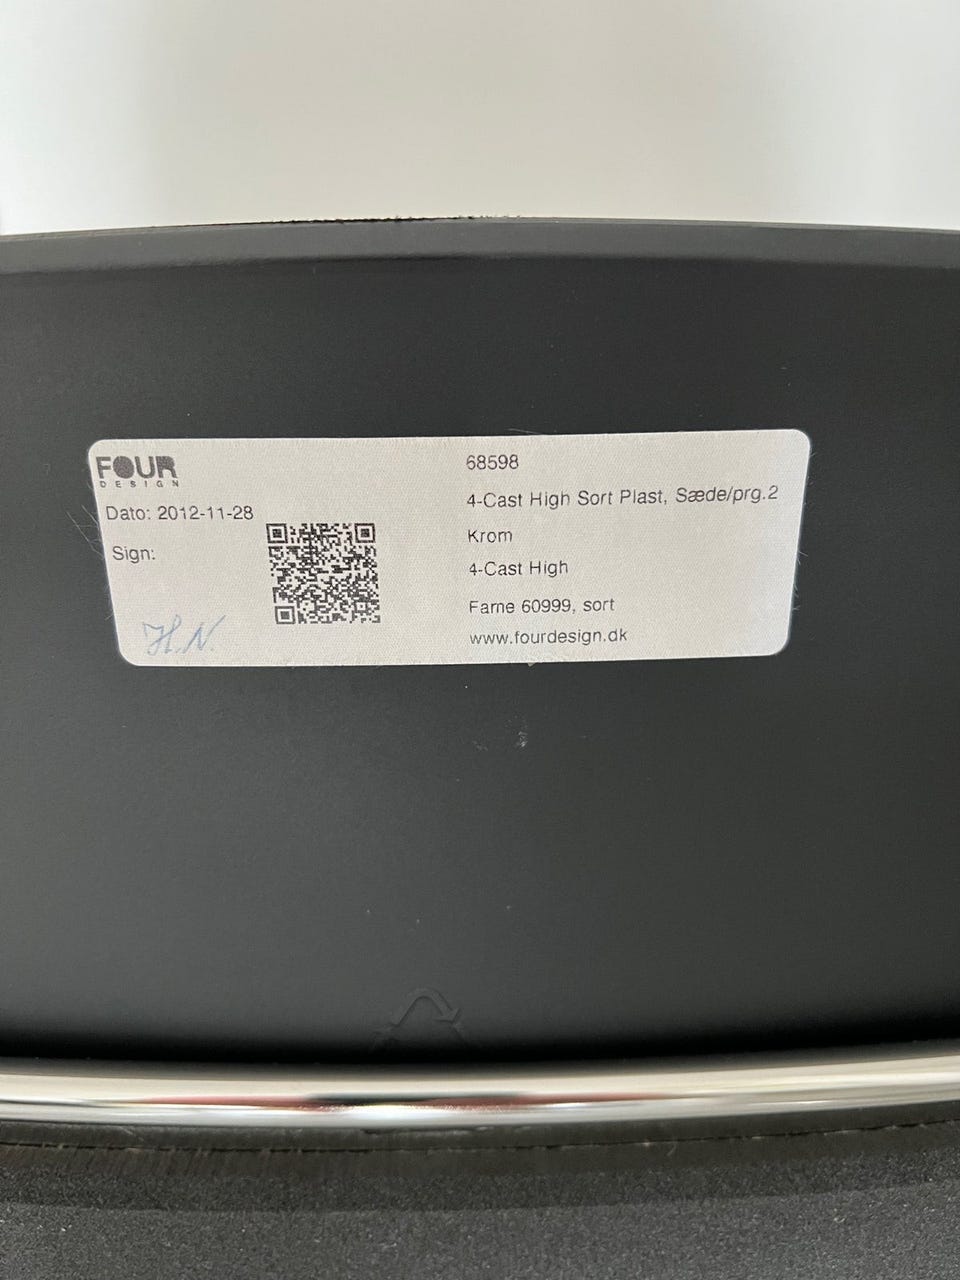 FOUR
DESIGN
Dato: 2012-11-28
Sign:
H.N.
68598
4-Cast High Sort Plast, Sæde/prg.2
Krom
4-Cast High
Fame 60999, sort
www.fourdesign.dk